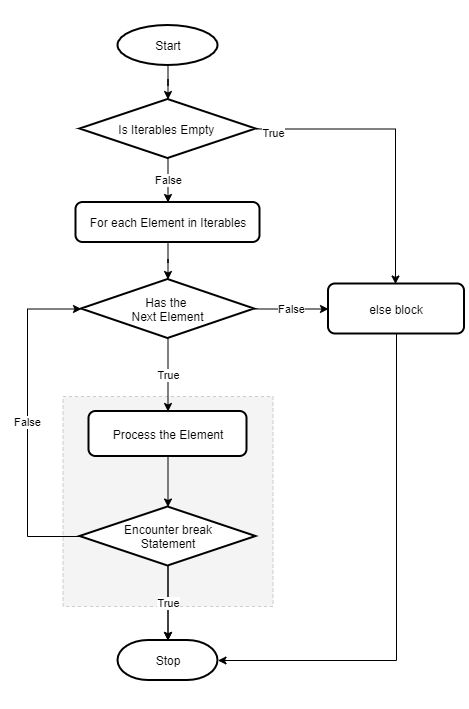 Start
Is Iterables Empty
True
False
For each Element in Iterables
Has the
Next Element
False
else block
True
Process the Element
False
Encounter break
Statement
True
Stop